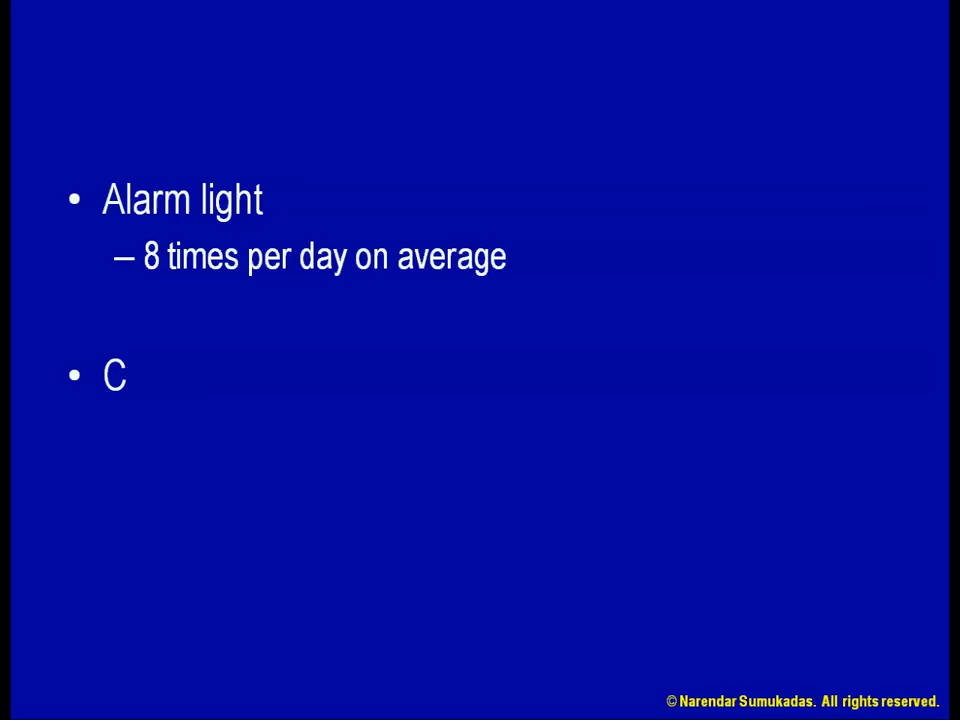 • Alarm light
– 8 times per day on average
• C
© Narendar Sumukadas. All rights reserved.